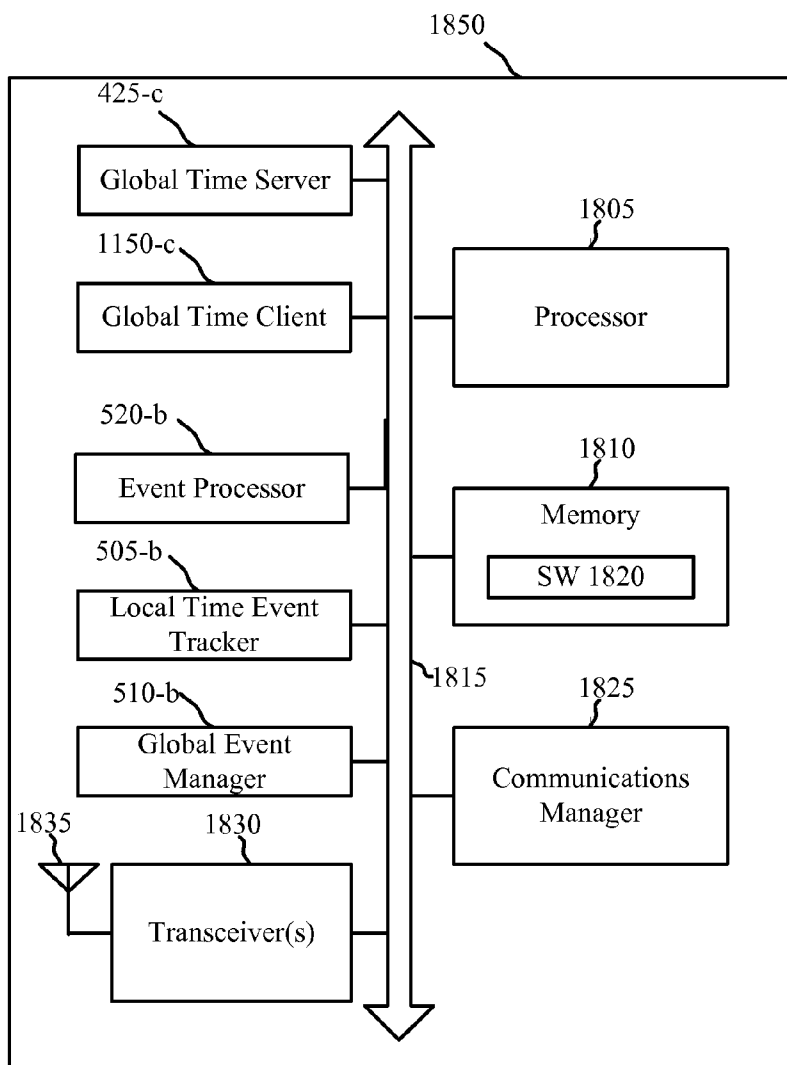 1850
425-c
Global Time Server
1150-c
Global Time Client
1805
Processor
520-b
Event Processor
1810
Memory
SW 1820
505-b
Local Time Event
Tracker
1815
510-b
Global Event
Manager
1825
Communications
Manager
1835
1830
Transceiver(s)